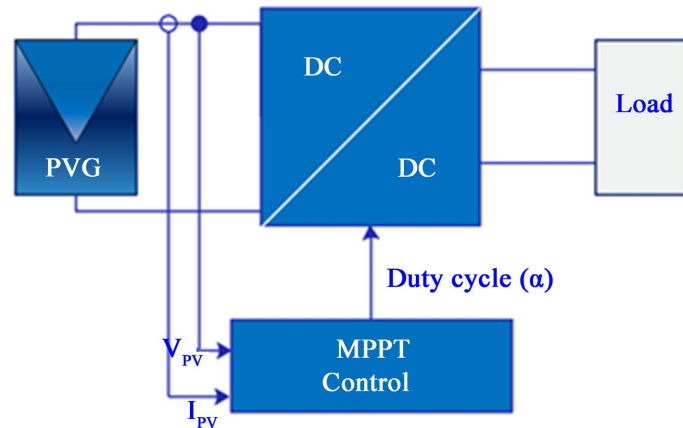 DC
Load
PVG
DC
Duty cycle (α)
V_PV
MPPT
Control
I_PV